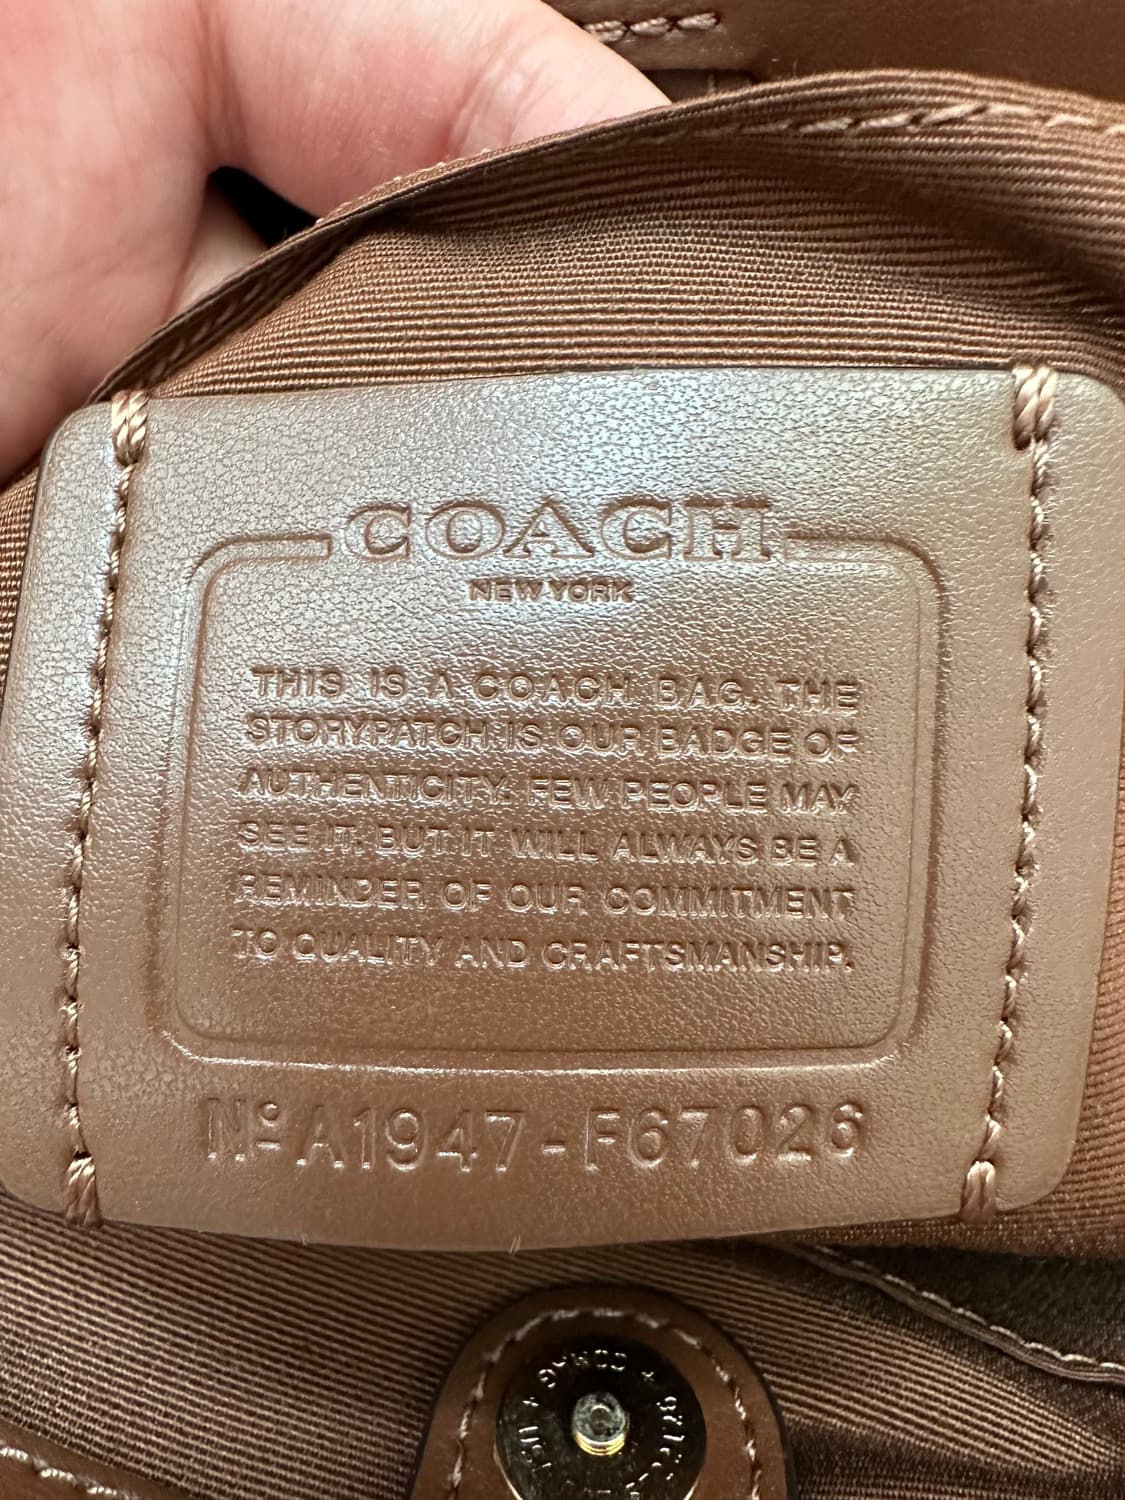 COACH
NEW YORK
THIS IS A COACH BAG. THE
STORYPATCH IS OUR BADGE OF
AUTHENTICITY. FEW PEOPLE MAY
SEE IT. BUT IT WILL ALWAYS BE A
REMINDER OF OUR COMMITMENT
TO QUALITY AND CRAFTSMANSHIP.
Nº A1947-F67026